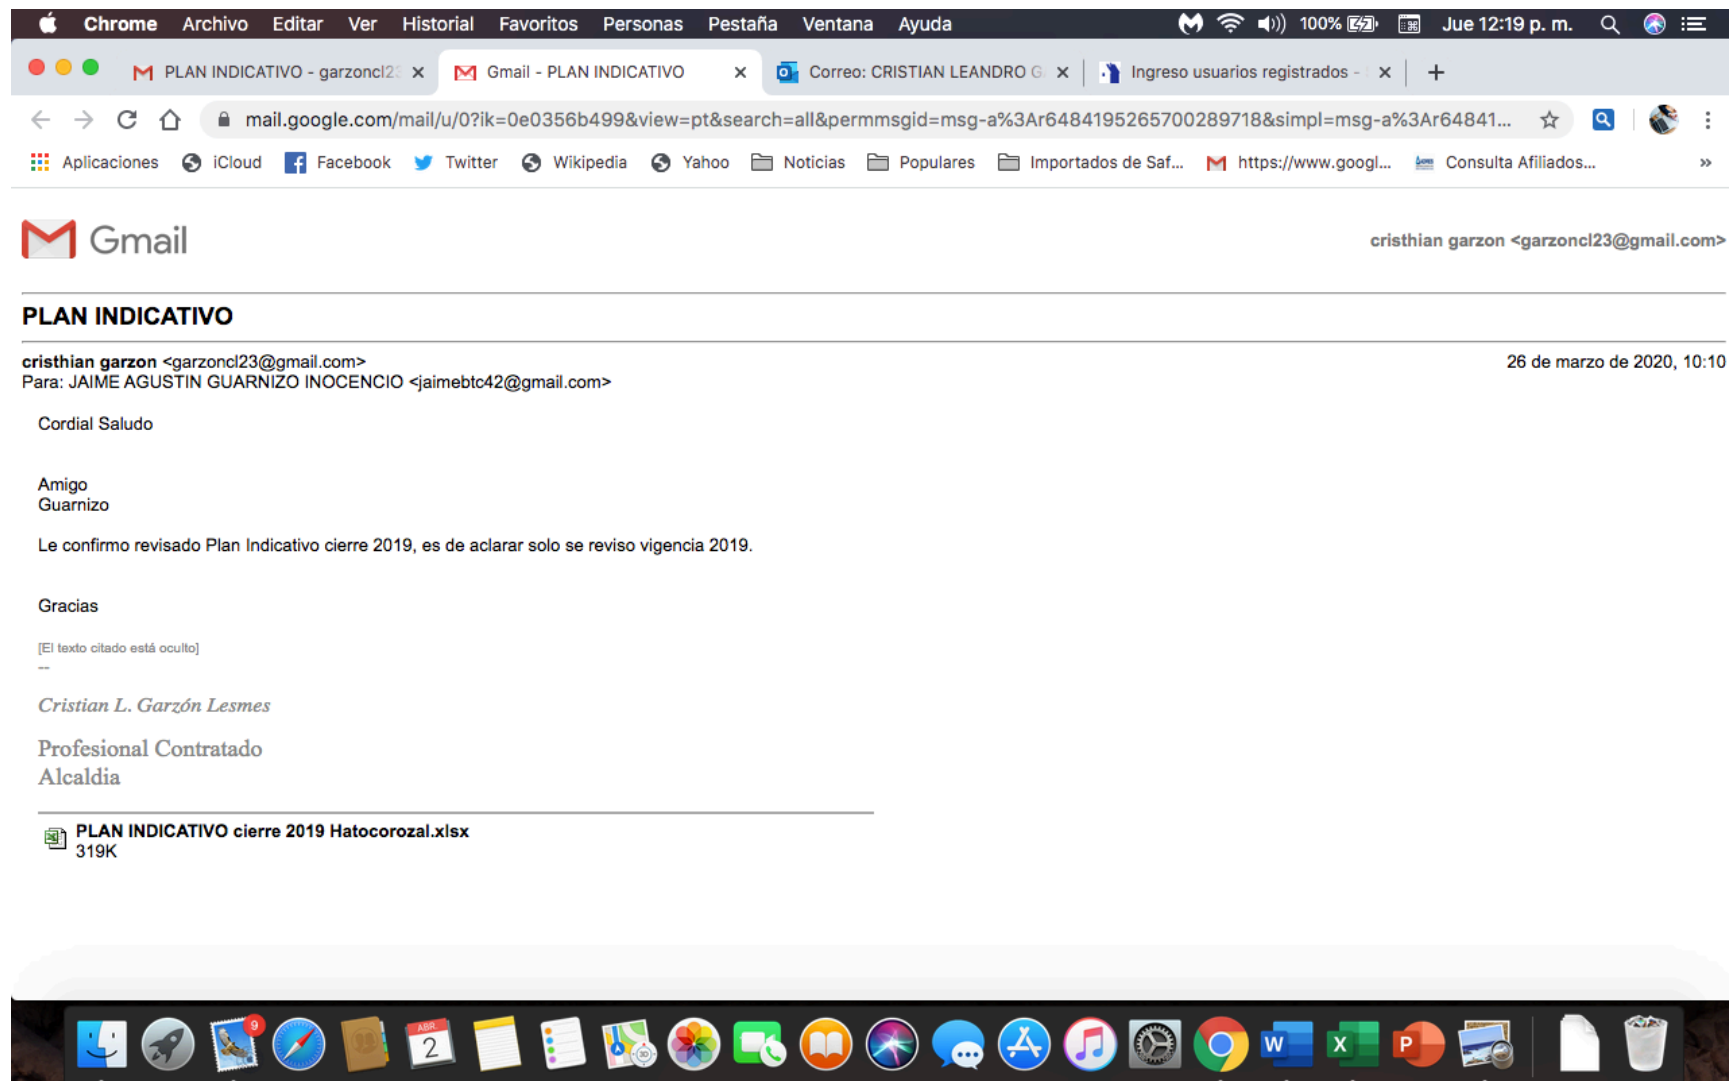 Chrome Archivo Editar Ver Historial Favoritos Personas Pestaña Ventana Ayuda 100% Jue 12:19 p. m.
PLAN INDICATIVO - garzoncl23 Gmail - PLAN INDICATIVO Correo: CRISTIAN LEANDRO G Ingreso usuarios registrados -
mail.google.com/mail/u/0?ik=0e0356b499&view=pt&search=all&permmsgid=msg-a%3Ar6484195265700289718&simpl=msg-a%3Ar64841...
Aplicaciones iCloud Facebook Twitter Wikipedia Yahoo Noticias Populares Importados de Saf... https://www.googl... Consulta Afiliados... »
Gmail
cristhian garzon <garzoncl23@gmail.com>
PLAN INDICATIVO
cristhian garzon <garzoncl23@gmail.com> 26 de marzo de 2020, 10:10
Para: JAIME AGUSTIN GUARNIZO INOCENCIO <jaimebtc42@gmail.com>
Cordial Saludo
Amigo
Guarnizo
Le confirmo revisado Plan Indicativo cierre 2019, es de aclarar solo se reviso vigencia 2019.
Gracias
[El texto citado está oculto]
--
Cristian L. Garzón Lesmes
Profesional Contratado
Alcaldia
PLAN INDICATIVO cierre 2019 Hatocorozal.xlsx
319K
9
ABR.
2
W
X
P